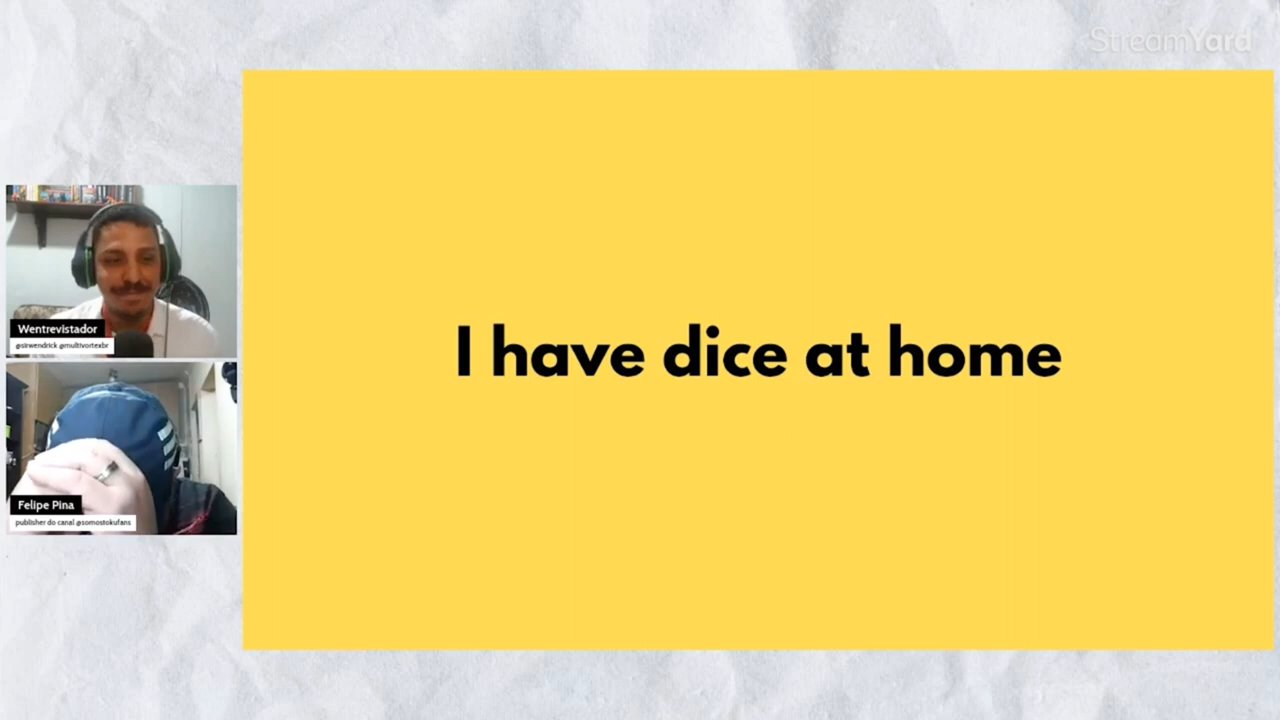 StreamYard
I have dice at home
Wentrevistador
@sirwendrick @multivortexbr
Felipe Pina
publisher do canal @somostokufans